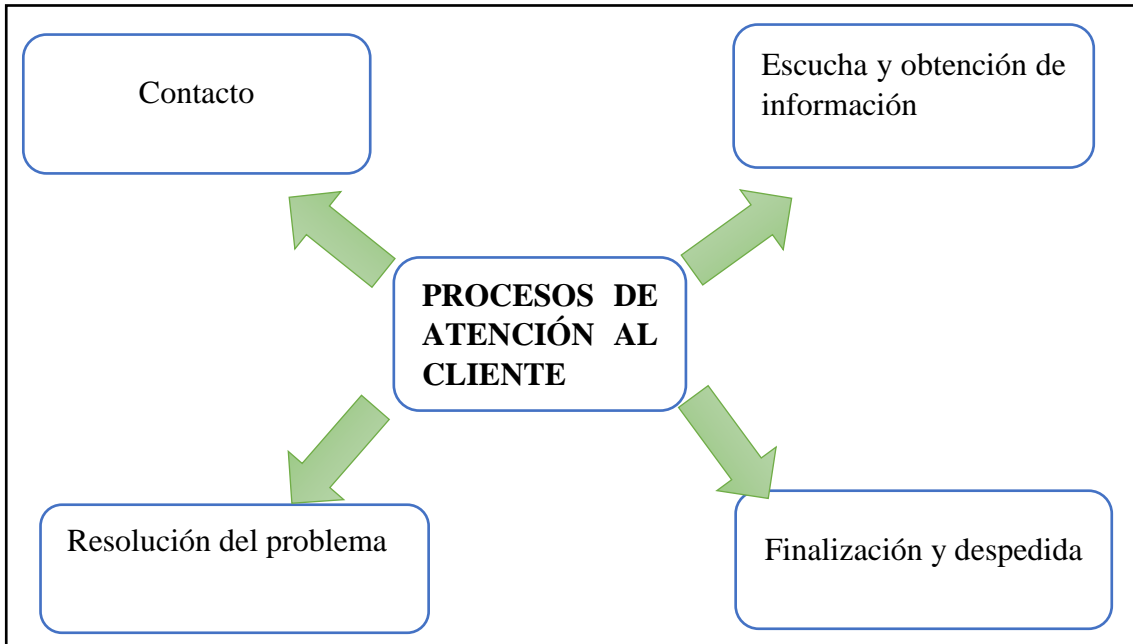 Contacto
Escucha y obtención de
información
PROCESOS DE
ATENCIÓN AL
CLIENTE
Resolución del problema
Finalización y despedida